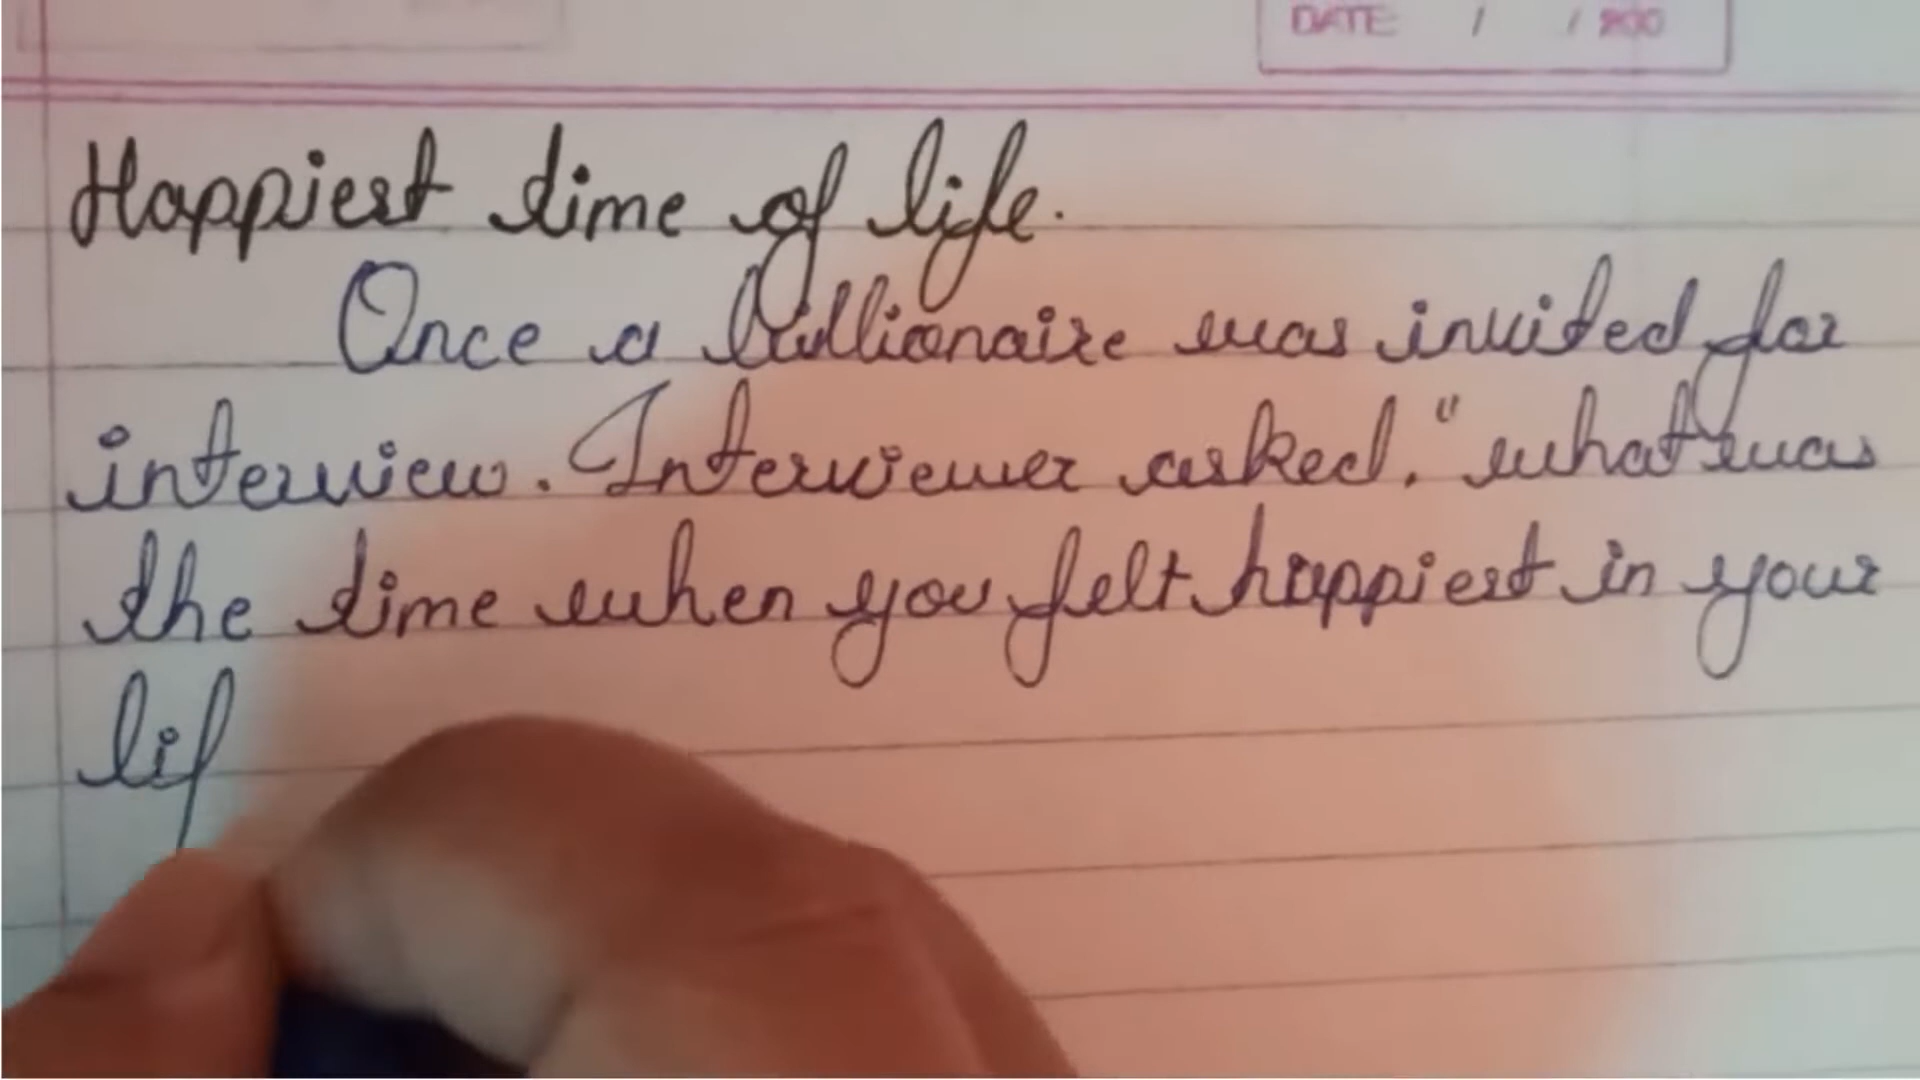 DATE / / 200
Happiest time of life.
Once a billionaire was invited for
interview. Interviewer asked, "what was
the time when you felt happiest in your
lif